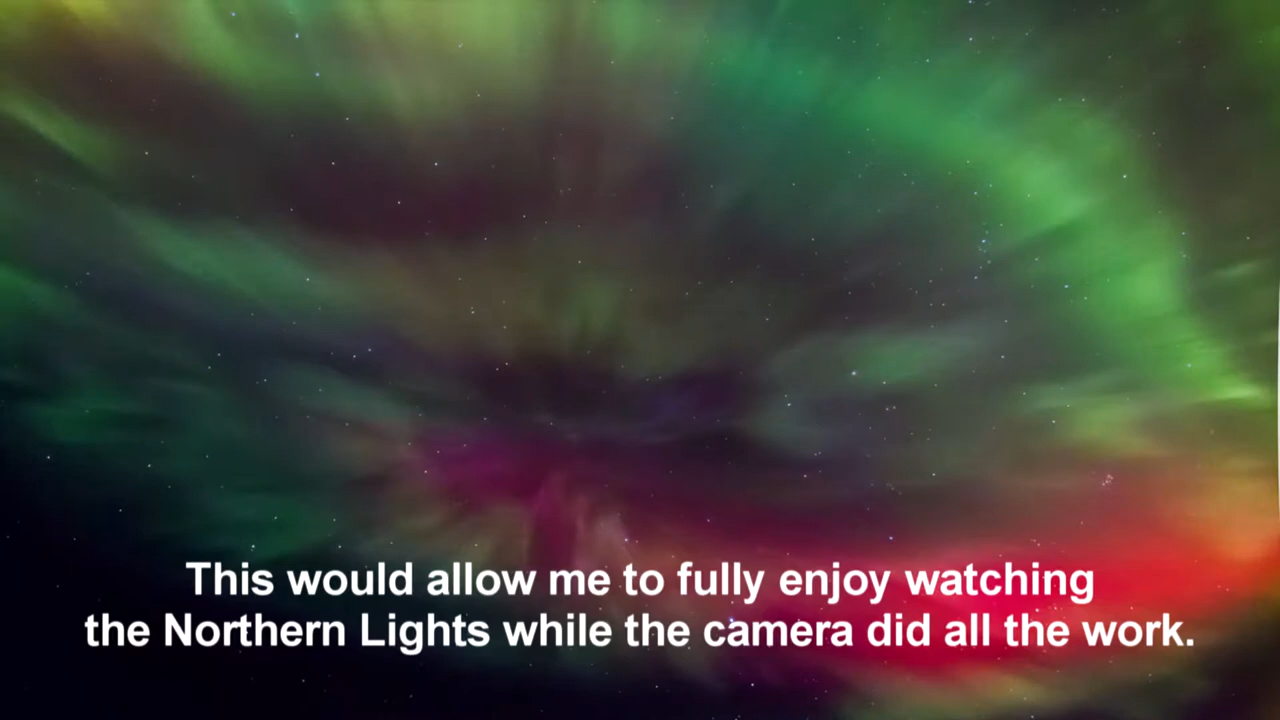 This would allow me to fully enjoy watching
the Northern Lights while the camera did all the work.